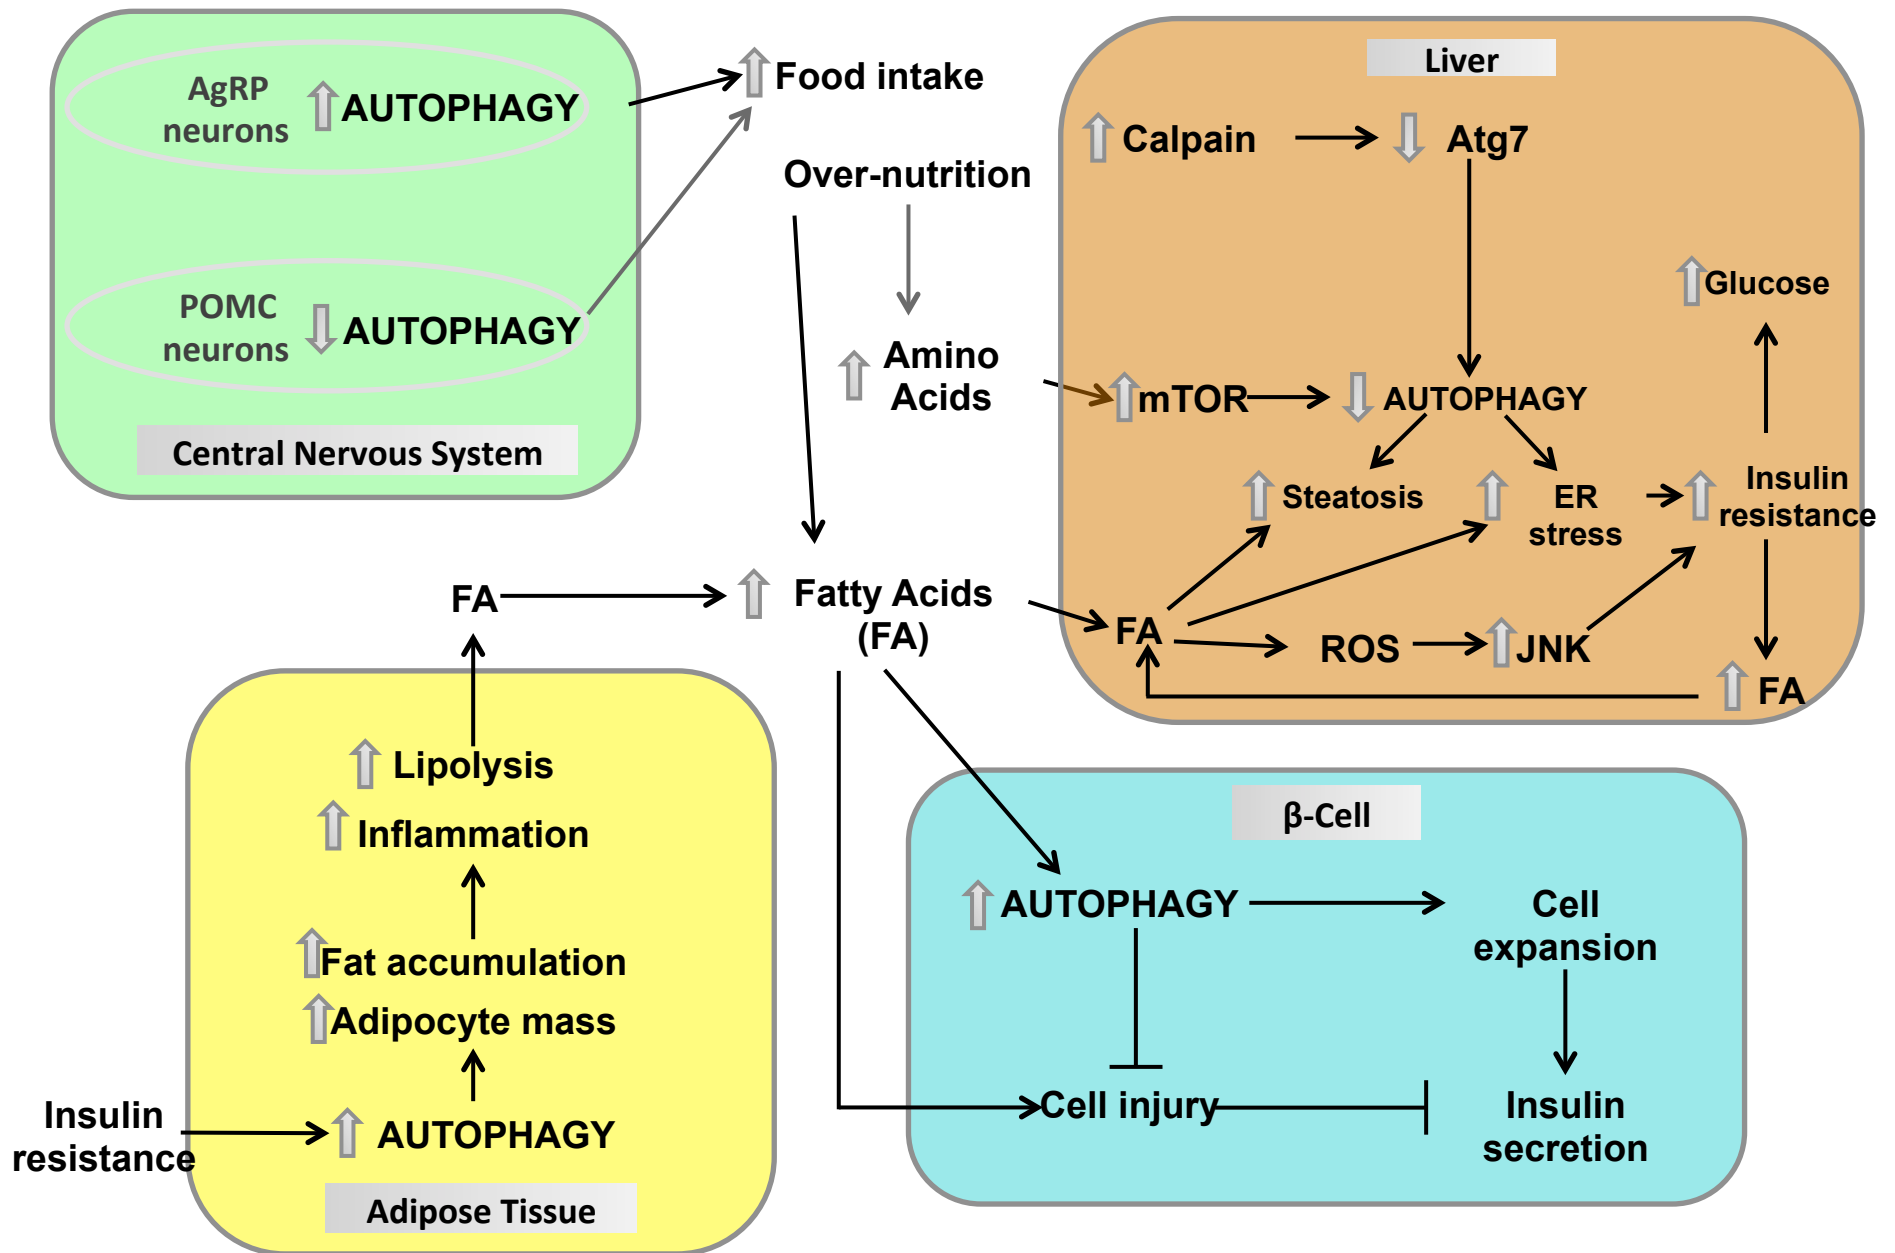 AgRP
neurons
AUTOPHAGY
POMC
neurons
AUTOPHAGY
Central Nervous System
Food intake
Over-nutrition
Amino
Acids
Fatty Acids
(FA)
FA
Liver
Calpain
Atg7
Glucose
mTOR
AUTOPHAGY
Steatosis
ER
stress
Insulin
resistance
FA
ROS
JNK
FA
Lipolysis
Inflammation
Fat accumulation
Adipocyte mass
Insulin
resistance
AUTOPHAGY
Adipose Tissue
β-Cell
AUTOPHAGY
Cell
expansion
Cell injury
Insulin
secretion